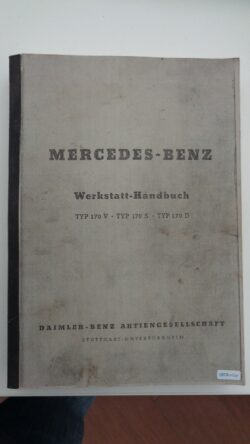 MERCEDES-BENZ
Werkstatt-Handbuch
TYP 170 V - TYP 170 S - TYP 170 D
DAIMLER-BENZ AKTIENGESELLSCHAFT
STUTTGART-UNTERTÜRKHEIM